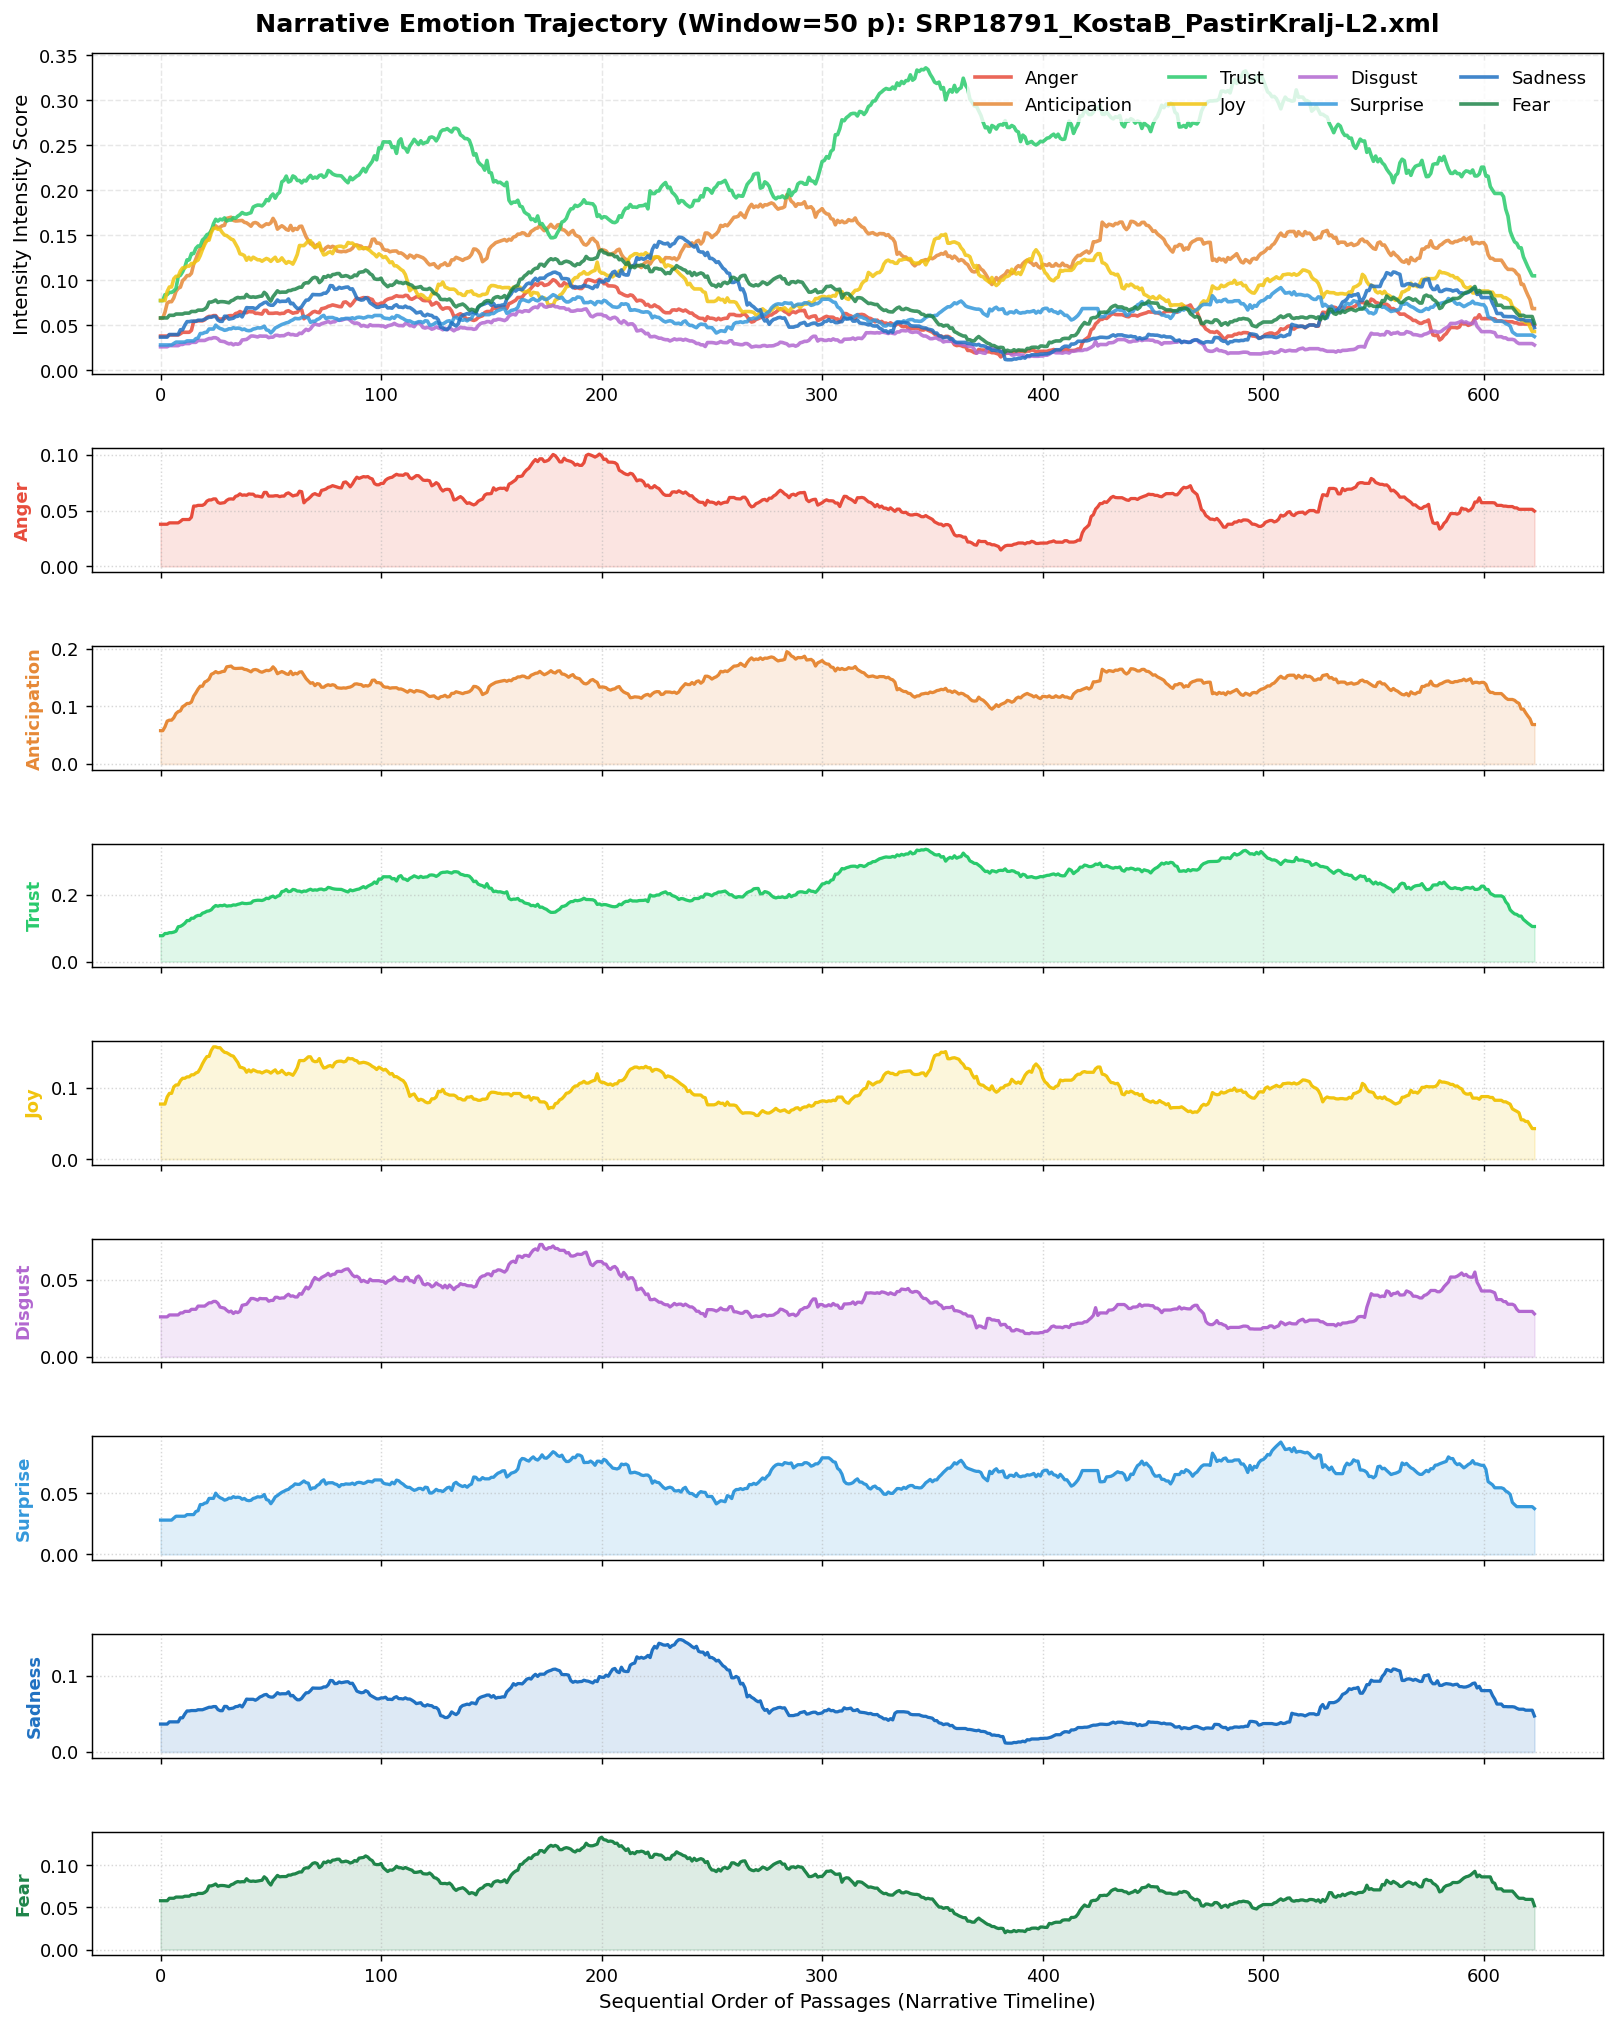 Narrative Emotion Trajectory (Window=50 p): SRP18791_KostaB_PastirKralj-L2.xml
Intensity Intensity Score
0.35
0.30
0.25
0.20
0.15
0.10
0.05
0.00
Anger
Anticipation
Trust
Joy
Disgust
Surprise
Sadness
Fear
0 100 200 300 400 500 600
Anger
0.10
0.05
0.00
Anticipation
0.2
0.1
0.0
Trust
0.2
0.0
Joy
0.1
0.0
Disgust
0.05
0.00
Surprise
0.05
0.00
Sadness
0.1
0.0
Fear
0.10
0.05
0.00
0 100 200 300 400 500 600
Sequential Order of Passages (Narrative Timeline)